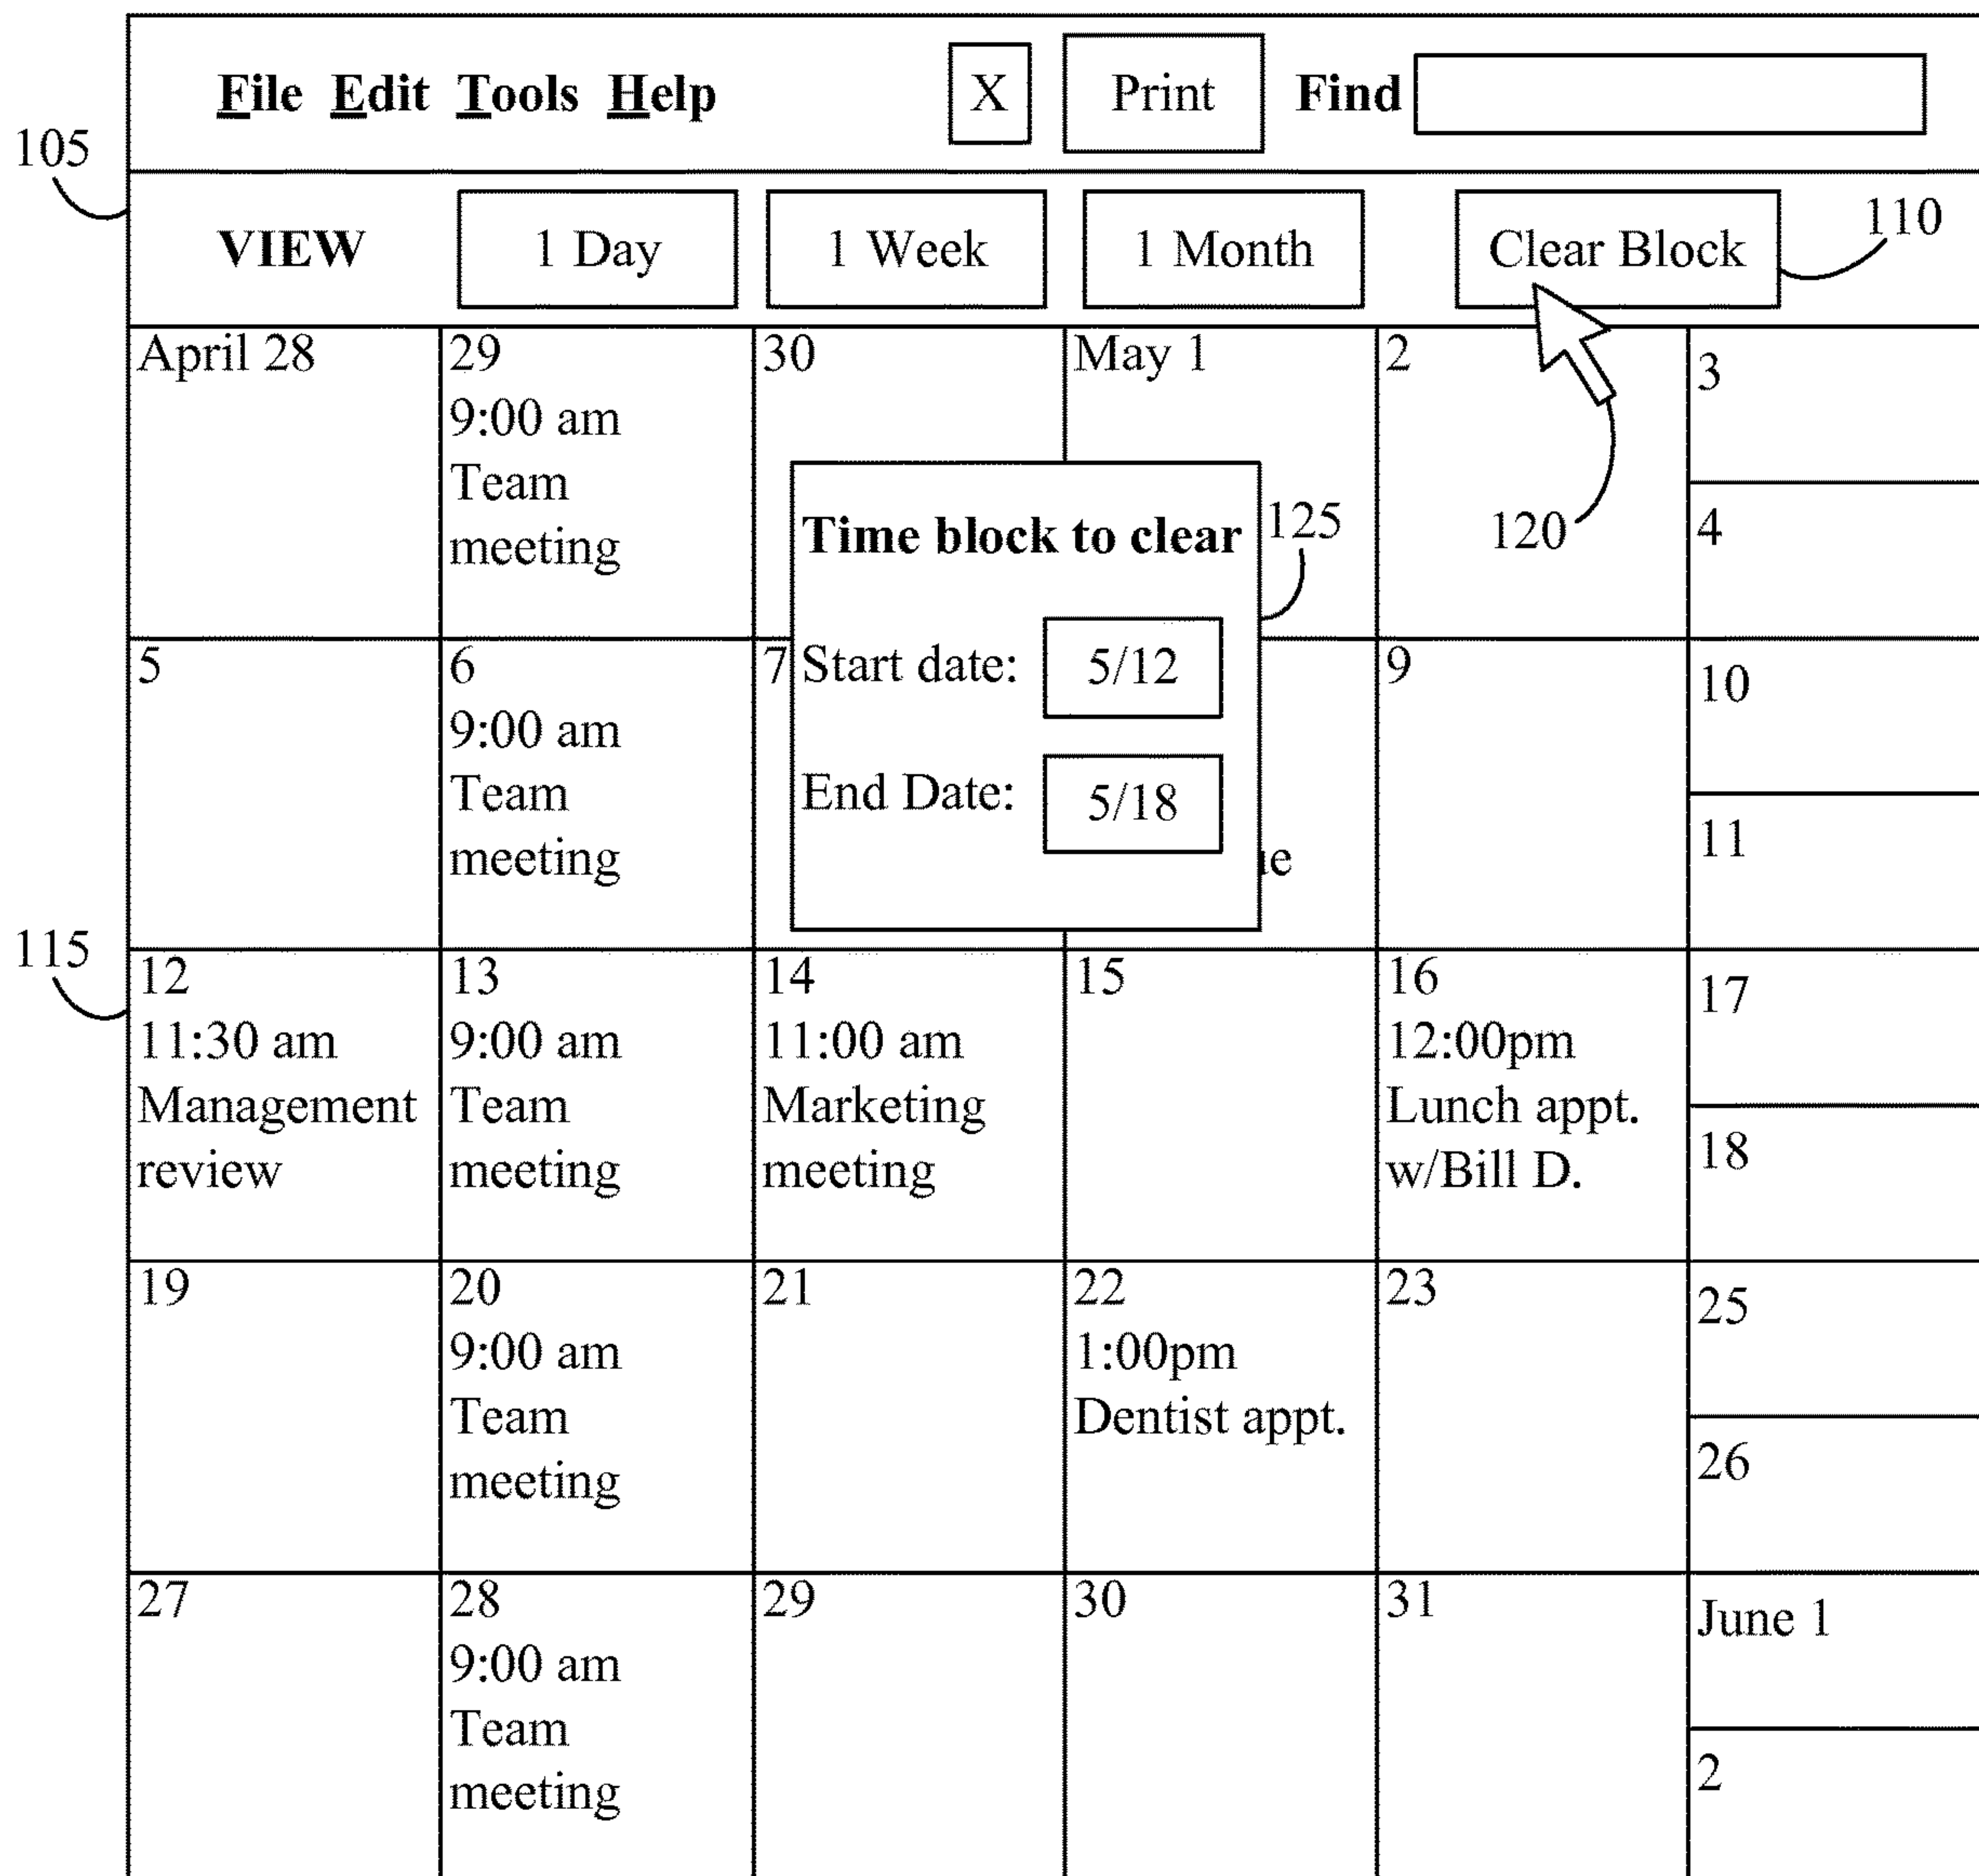 File Edit Tools Help X Print Find
105
VIEW 1 Day 1 Week 1 Month Clear Block 110
April 28
29
9:00 am
Team
meeting
30
May 1
2
3
4
120
Time block to clear
Start date: 5/12
End Date: 5/18
125
5
6
9:00 am
Team
meeting
7
9
10
11
115
12
11:30 am
Management
review
13
9:00 am
Team
meeting
14
11:00 am
Marketing
meeting
15
16
12:00pm
Lunch appt.
w/Bill D.
17
18
19
20
9:00 am
Team
meeting
21
22
1:00pm
Dentist appt.
23
25
26
27
28
9:00 am
Team
meeting
29
30
31
June 1
2